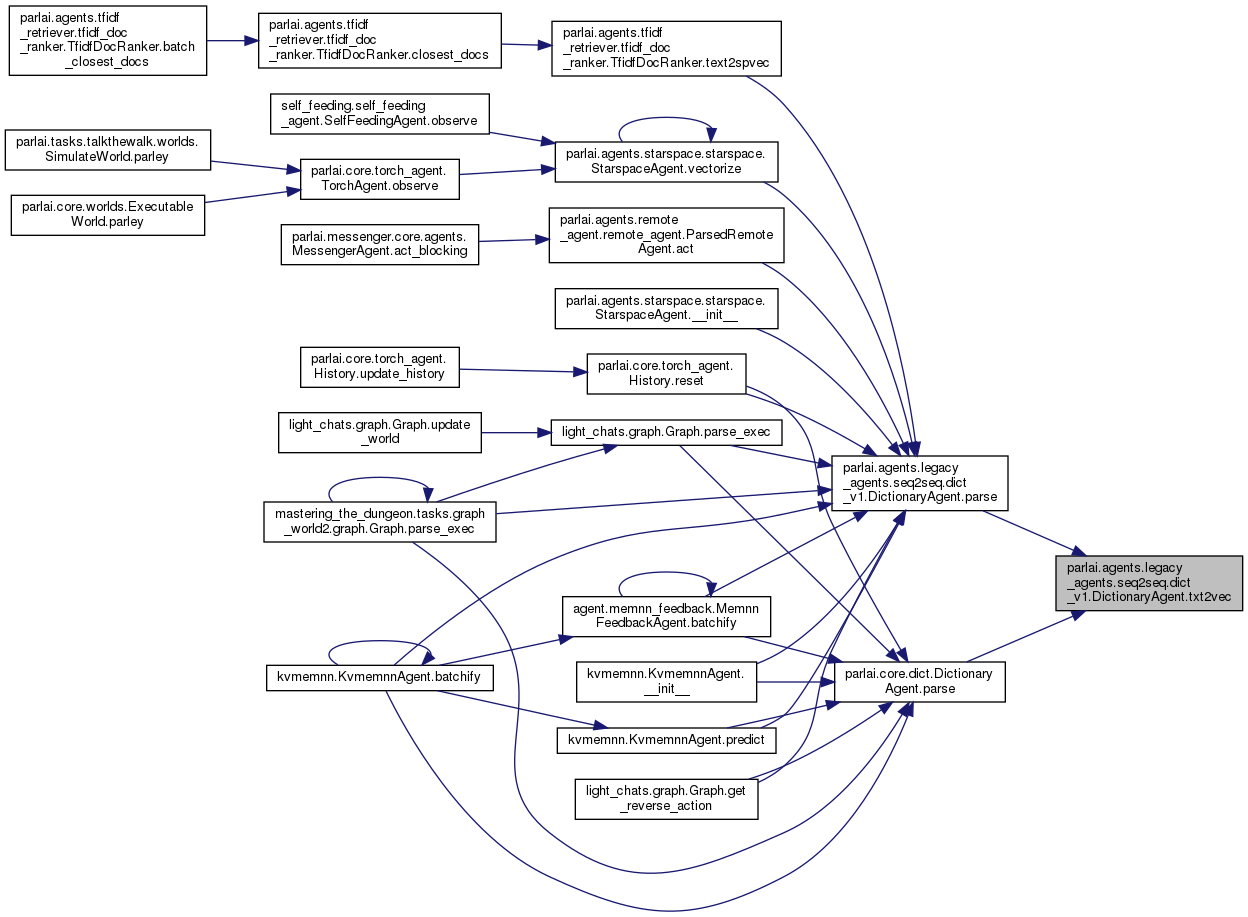 parlai.agents.tfidf
_retriever.tfidf_doc
_ranker.TfidfDocRanker.batch
_closest_docs
parlai.agents.tfidf
_retriever.tfidf_doc
_ranker.TfidfDocRanker.closest_docs
parlai.agents.tfidf
_retriever.tfidf_doc
_ranker.TfidfDocRanker.text2spvec
self_feeding.self_feeding
_agent.SelfFeedingAgent.observe
parlai.tasks.talkthewalk.worlds.
SimulateWorld.parley
parlai.core.torch_agent.
TorchAgent.observe
parlai.agents.starspace.starspace.
StarspaceAgent.vectorize
parlai.core.worlds.Executable
World.parley
parlai.messenger.core.agents.
MessengerAgent.act_blocking
parlai.agents.remote
_agent.remote_agent.ParsedRemote
Agent.act
parlai.agents.starspace.starspace.
StarspaceAgent.__init__
parlai.core.torch_agent.
History.update_history
parlai.core.torch_agent.
History.reset
light_chats.graph.Graph.update
_world
light_chats.graph.Graph.parse_exec
parlai.agents.legacy
_agents.seq2seq.dict
_v1.DictionaryAgent.parse
mastering_the_dungeon.tasks.graph
_world2.graph.Graph.parse_exec
parlai.agents.legacy
_agents.seq2seq.dict
_v1.DictionaryAgent.txt2vec
agent.memnn_feedback.Memnn
FeedbackAgent.batchify
kvmemnn.KvmemnnAgent.batchify
kvmemnn.KvmemnnAgent.
__init__
parlai.core.dict.Dictionary
Agent.parse
kvmemnn.KvmemnnAgent.predict
light_chats.graph.Graph.get
_reverse_action